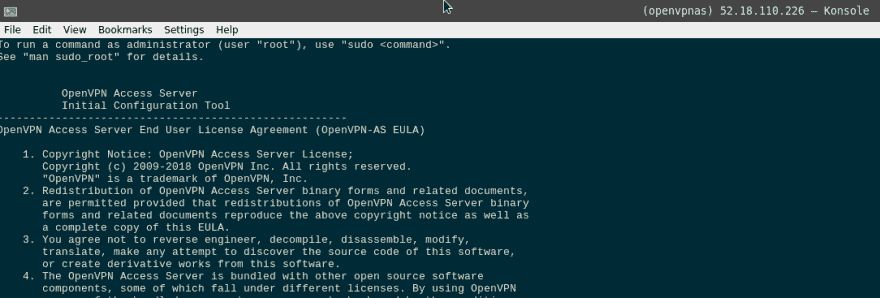 (openvpnas) 52.18.110.226 — Konsole
File Edit View Bookmarks Settings Help
To run a command as administrator (user "root"), use "sudo <command>".
See "man sudo_root" for details.
OpenVPN Access Server
Initial Configuration Tool
------------------------------------------------------
OpenVPN Access Server End User License Agreement (OpenVPN-AS EULA)
1. Copyright Notice: OpenVPN Access Server License;
Copyright (c) 2009-2018 OpenVPN Inc. All rights reserved.
"OpenVPN" is a trademark of OpenVPN, Inc.
2. Redistribution of OpenVPN Access Server binary forms and related documents,
are permitted provided that redistributions of OpenVPN Access Server binary
forms and related documents reproduce the above copyright notice as well as
a complete copy of this EULA.
3. You agree not to reverse engineer, decompile, disassemble, modify,
translate, make any attempt to discover the source code of this software,
or create derivative works from this software.
4. The OpenVPN Access Server is bundled with other open source software
components, some of which fall under different licenses. By using OpenVPN